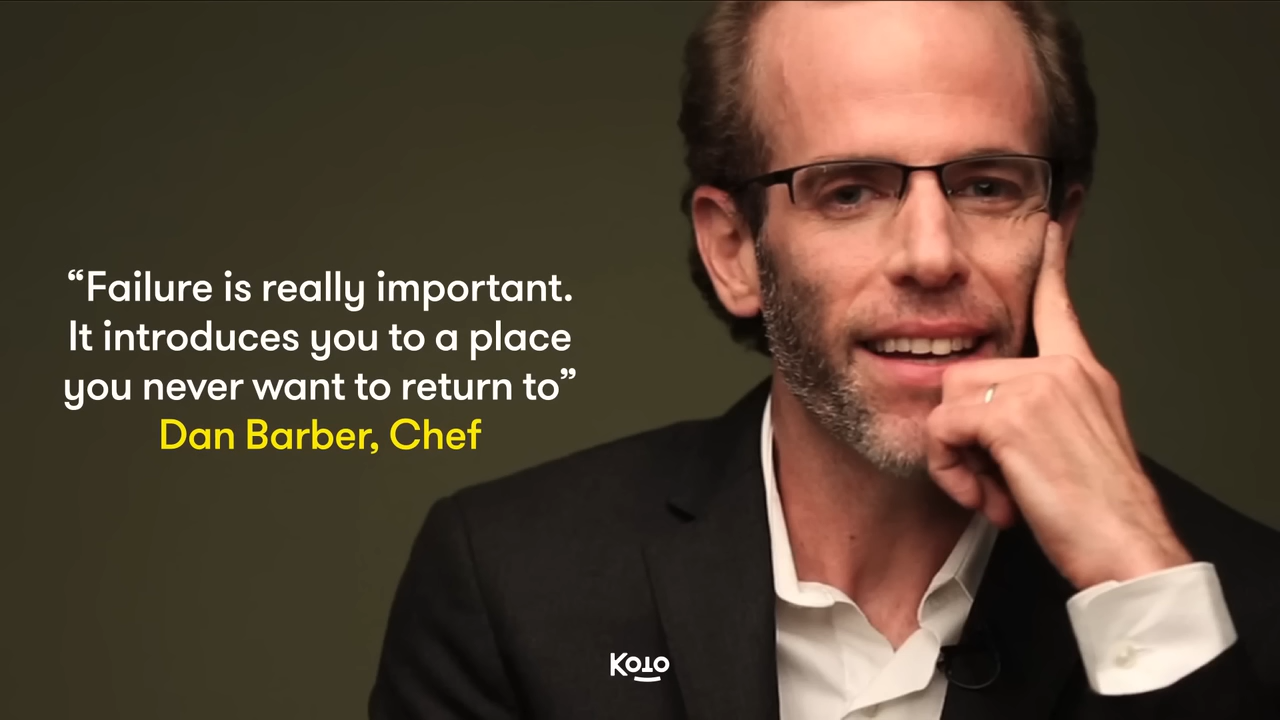 “Failure is really important.
It introduces you to a place
you never want to return to”
Dan Barber, Chef
Koto